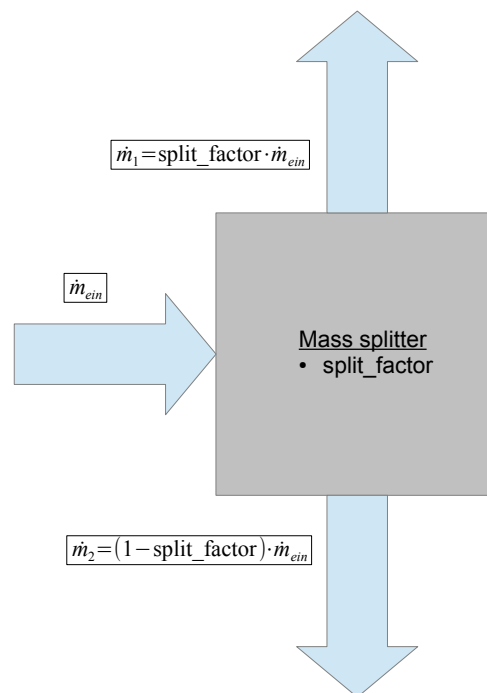 ṁ₁=split_factor·ṁₑᵢₙ
ṁₑᵢₙ
Mass splitter
• split_factor
ṁ₂=(1−split_factor)·ṁₑᵢₙ